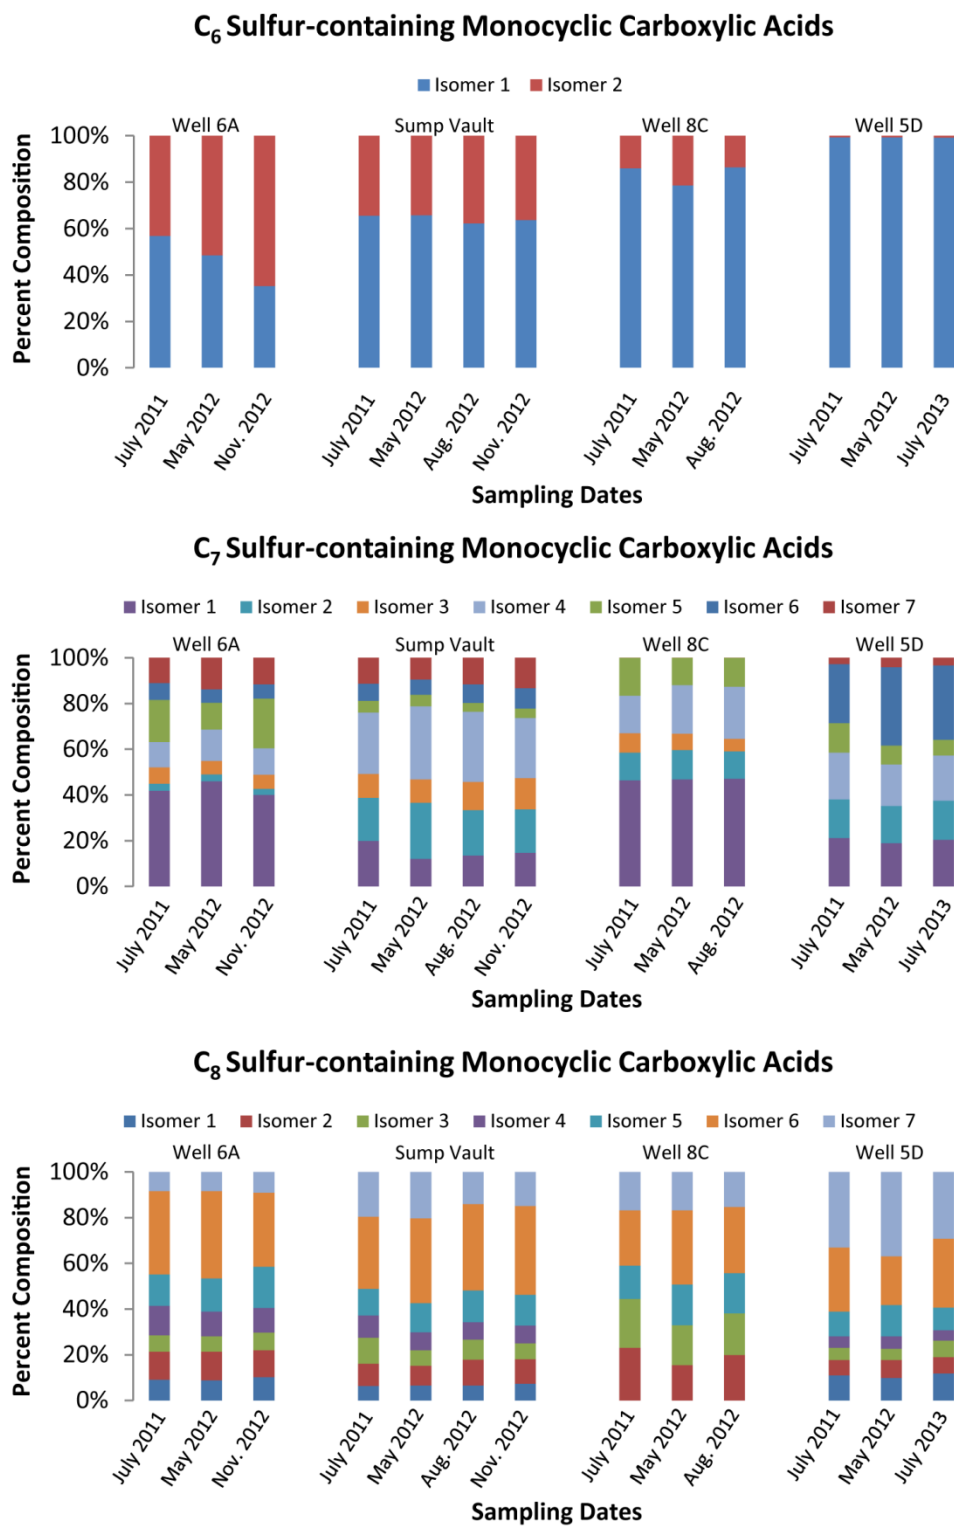 C6 Sulfur-containing Monocyclic Carboxylic Acids
Isomer 1 Isomer 2
Well 6A Sump Vault Well 8C Well 5D
100%
80%
60%
40%
20%
0%
Percent Composition
July 2011 May 2012 Nov. 2012 July 2011 May 2012 Aug. 2012 Nov. 2012 July 2011 May 2012 Aug. 2012 July 2011 May 2012 July 2013
Sampling Dates
C7 Sulfur-containing Monocyclic Carboxylic Acids
Isomer 1 Isomer 2 Isomer 3 Isomer 4 Isomer 5 Isomer 6 Isomer 7
Well 6A Sump Vault Well 8C Well 5D
100%
80%
60%
40%
20%
0%
Percent Composition
July 2011 May 2012 Nov. 2012 July 2011 May 2012 Aug. 2012 Nov. 2012 July 2011 May 2012 Aug. 2012 July 2011 May 2012 July 2013
Sampling Dates
C8 Sulfur-containing Monocyclic Carboxylic Acids
Isomer 1 Isomer 2 Isomer 3 Isomer 4 Isomer 5 Isomer 6 Isomer 7
Well 6A Sump Vault Well 8C Well 5D
100%
80%
60%
40%
20%
0%
Percent Composition
July 2011 May 2012 Nov. 2012 July 2011 May 2012 Aug. 2012 Nov. 2012 July 2011 May 2012 Aug. 2012 July 2011 May 2012 July 2013
Sampling Dates